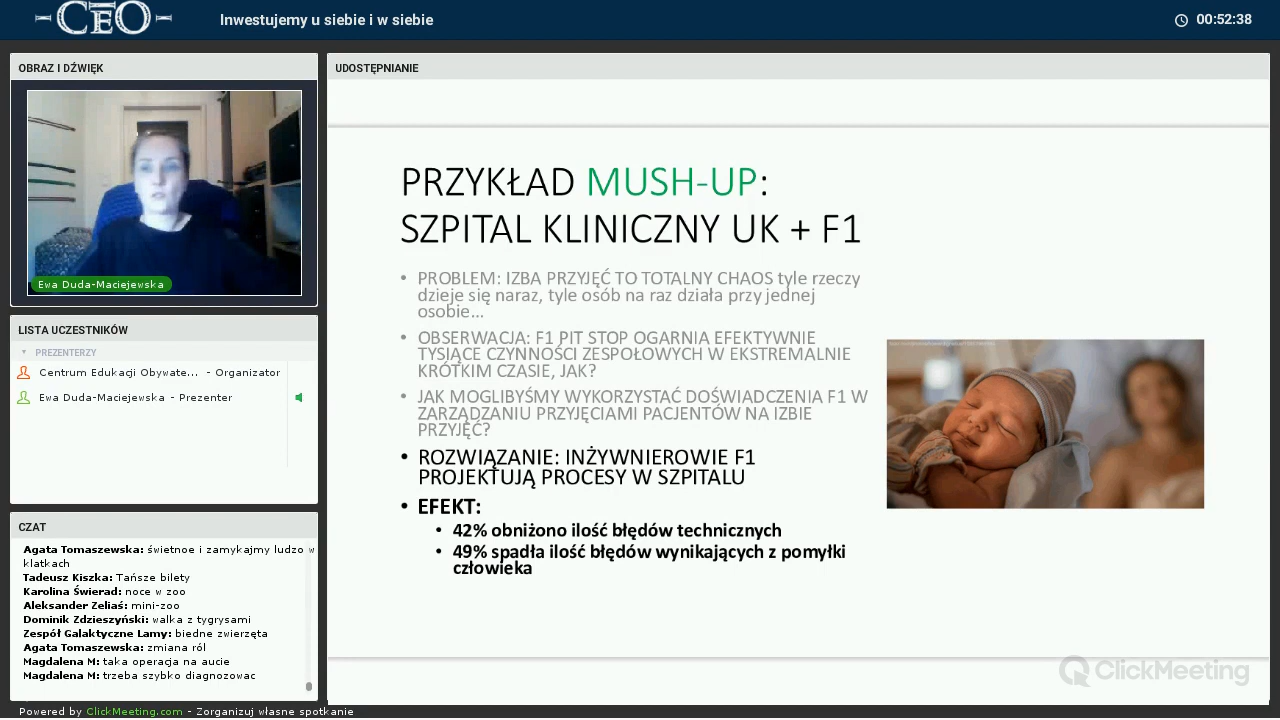 CEO
Inwestujemy u siebie i w siebie
00:52:38
OBRAZ I DŹWIĘK
Ewa Duda-Maciejewska
LISTA UCZESTNIKÓW
PREZENTERZY
Centrum Edukacji Obywate... - Organizator
Ewa Duda-Maciejewska - Prezenter
CZAT
Agata Tomaszewska: świetnoe i zamykajmy ludzo w
klatkach
Tadeusz Kiszka: Tańsze bilety
Karolina Świerad: noce w zoo
Aleksander Zeliaś: mini-zoo
Dominik Zdzieszyński: walka z tygrysami
Zespół Galaktyczne Lamy: biedne zwierzęta
Agata Tomaszewska: zmiana ról
Magdalena M: taka operacja na aucie
Magdalena M: trzeba szybko diagnozowac
UDOSTĘPNIANIE
PRZYKŁAD MUSH-UP:
SZPITAL KLINICZNY UK + F1
• PROBLEM: IZBA PRZYJĘĆ TO TOTALNY CHAOS tyle rzeczy
dzieje się naraz, tyle osób na raz działa przy jednej
osobie...
• OBSERWACJA: F1 PIT STOP OGARNIA EFEKTYWNIE
TYSIĄCE CZYNNOŚCI ZESPOŁOWYCH W EKSTREMALNIE
KRÓTKIM CZASIE, JAK?
• JAK MOGLIBYŚMY WYKORZYSTAĆ DOŚWIADCZENIA F1 W
ZARZĄDZANIU PRZYJĘCIAMI PACJENTÓW NA IZBIE
PRZYJĘĆ?
• ROZWIĄZANIE: INŻYWNIEROWIE F1
PROJEKTUJĄ PROCESY W SZPITALU
• EFEKT:
• 42% obniżono ilość błędów technicznych
• 49% spadła ilość błędów wynikających z pomyłki
człowieka
ClickMeeting
Powered by ClickMeeting.com - Zorganizuj własne spotkanie